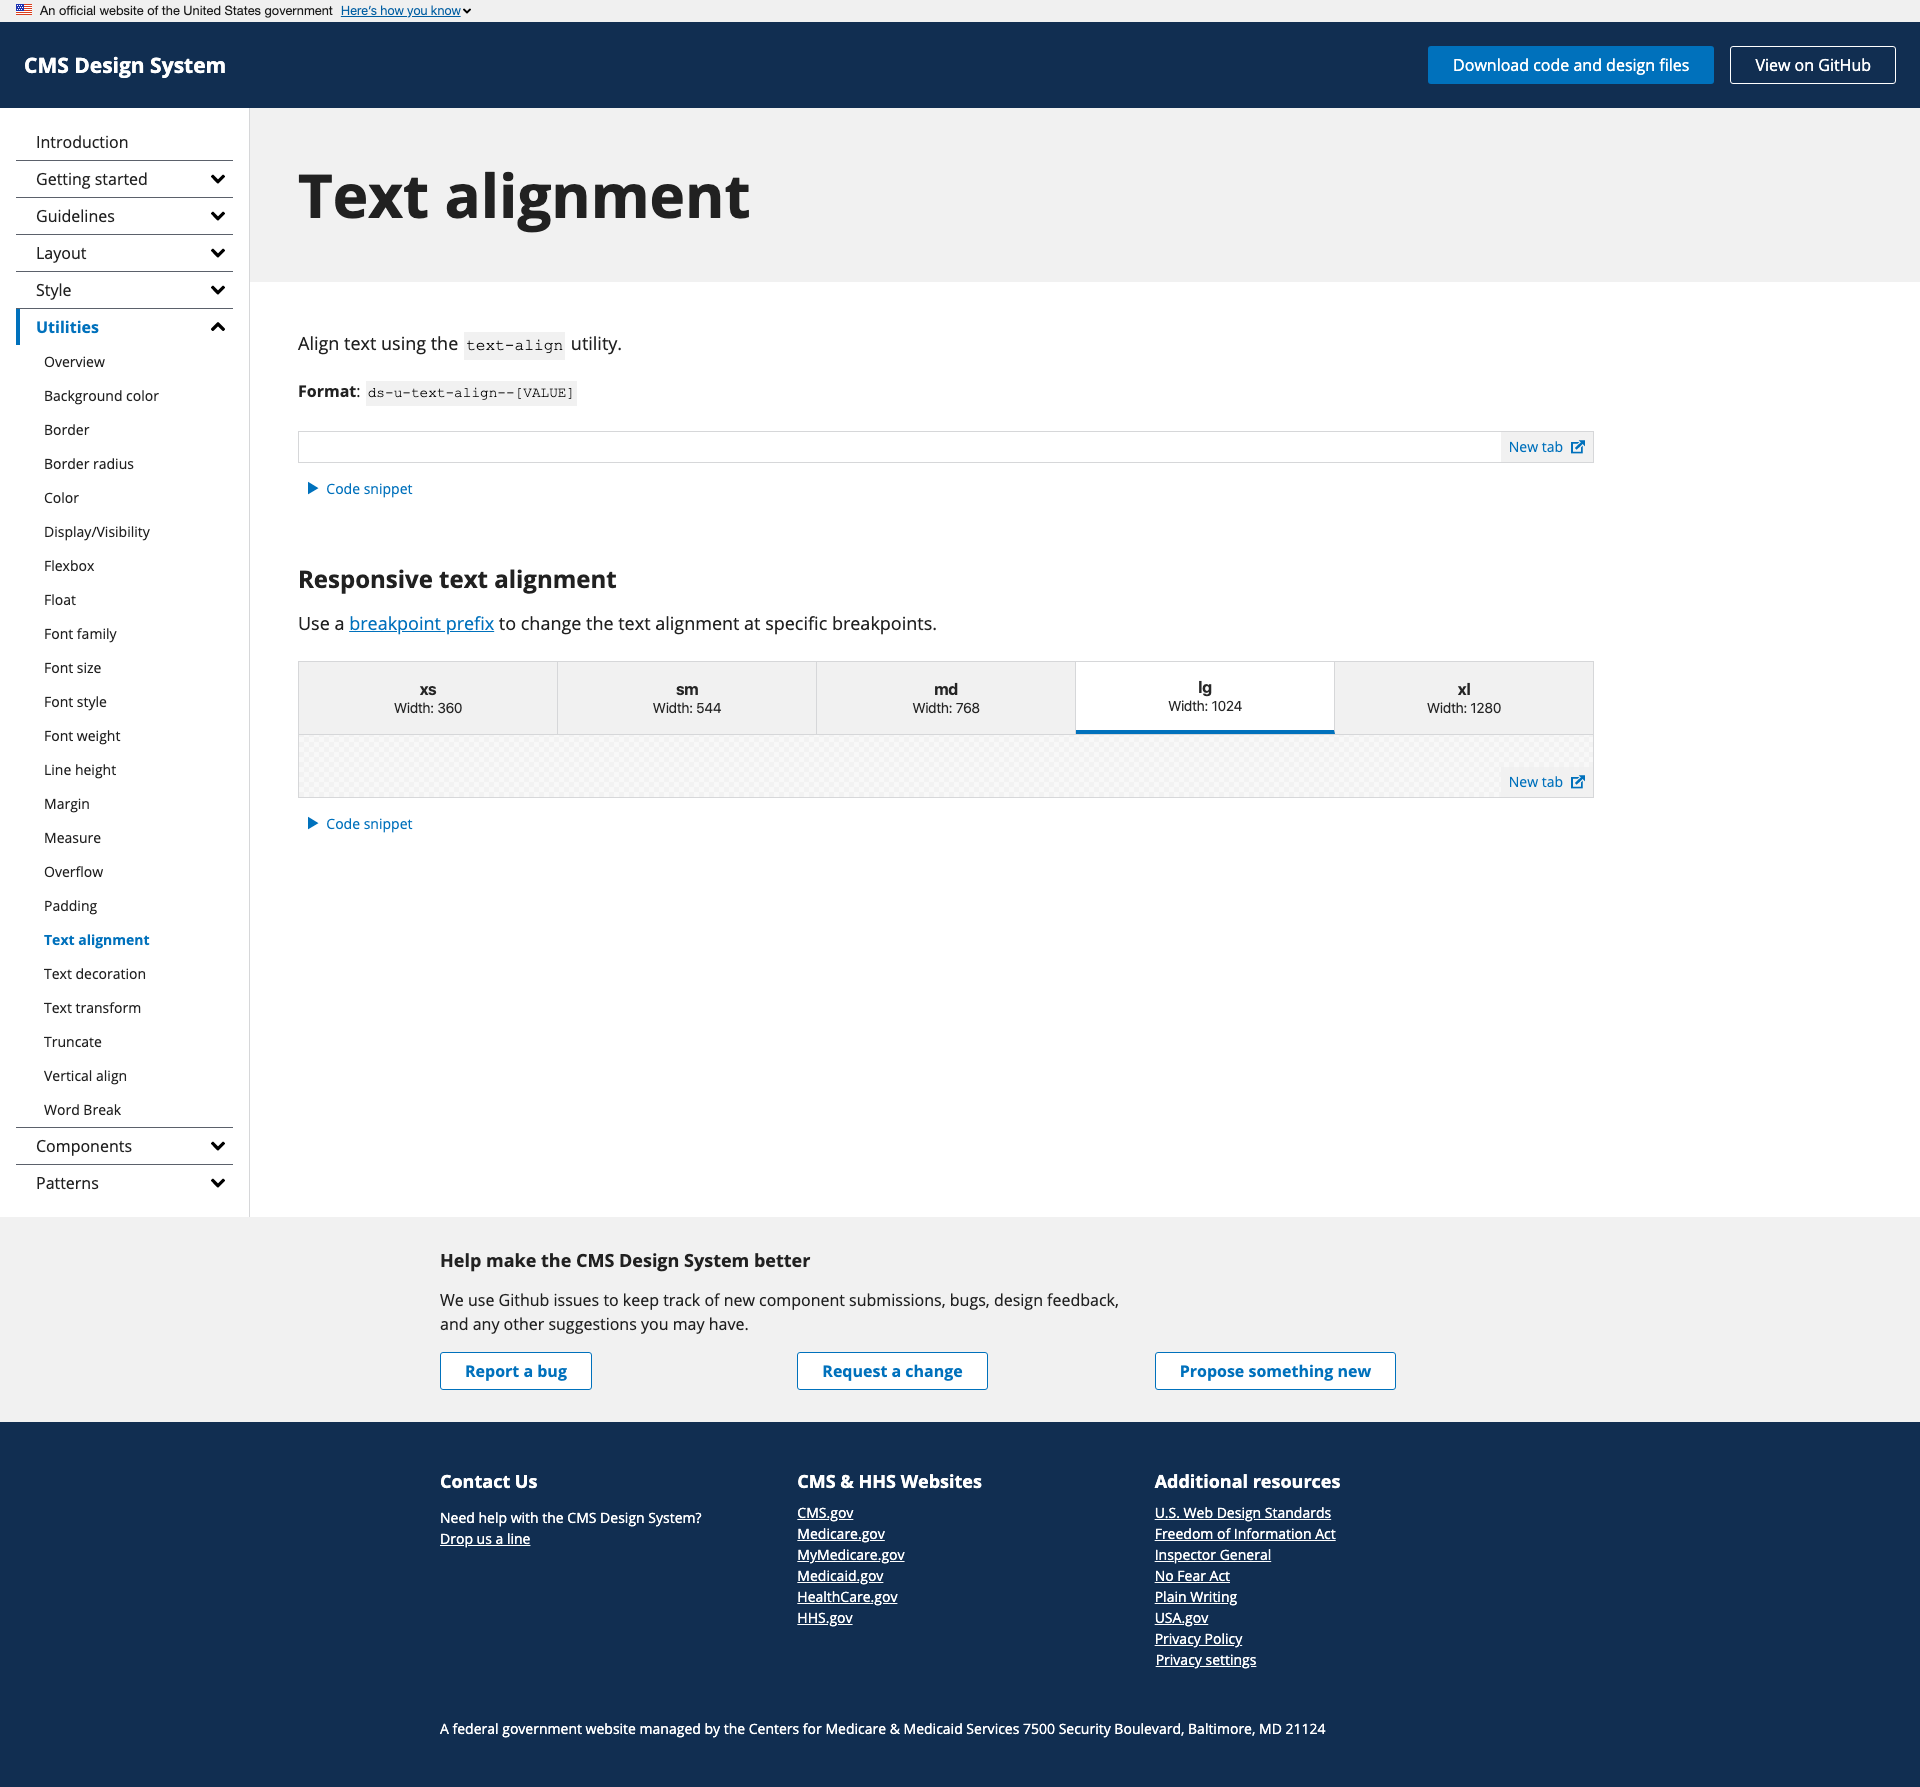 An official website of the United States government Here's how you know
CMS Design System
Download code and design files
View on GitHub
Introduction
Getting started
Guidelines
Layout
Style
Utilities
Overview
Background color
Border
Border radius
Color
Display/Visibility
Flexbox
Float
Font family
Font size
Font style
Font weight
Line height
Margin
Measure
Overflow
Padding
Text alignment
Text decoration
Text transform
Truncate
Vertical align
Word Break
Components
Patterns
Text alignment
Align text using the text-align utility.
Format: ds-u-text-align--[VALUE]
New tab
Code snippet
Responsive text alignment
Use a breakpoint prefix to change the text alignment at specific breakpoints.
xs
Width: 360
sm
Width: 544
md
Width: 768
lg
Width: 1024
xl
Width: 1280
New tab
Code snippet
Help make the CMS Design System better
We use Github issues to keep track of new component submissions, bugs, design feedback,
and any other suggestions you may have.
Report a bug
Request a change
Propose something new
Contact Us
Need help with the CMS Design System?
Drop us a line
CMS & HHS Websites
CMS.gov
Medicare.gov
MyMedicare.gov
Medicaid.gov
HealthCare.gov
HHS.gov
Additional resources
U.S. Web Design Standards
Freedom of Information Act
Inspector General
No Fear Act
Plain Writing
USA.gov
Privacy Policy
Privacy settings
A federal government website managed by the Centers for Medicare & Medicaid Services 7500 Security Boulevard, Baltimore, MD 21124